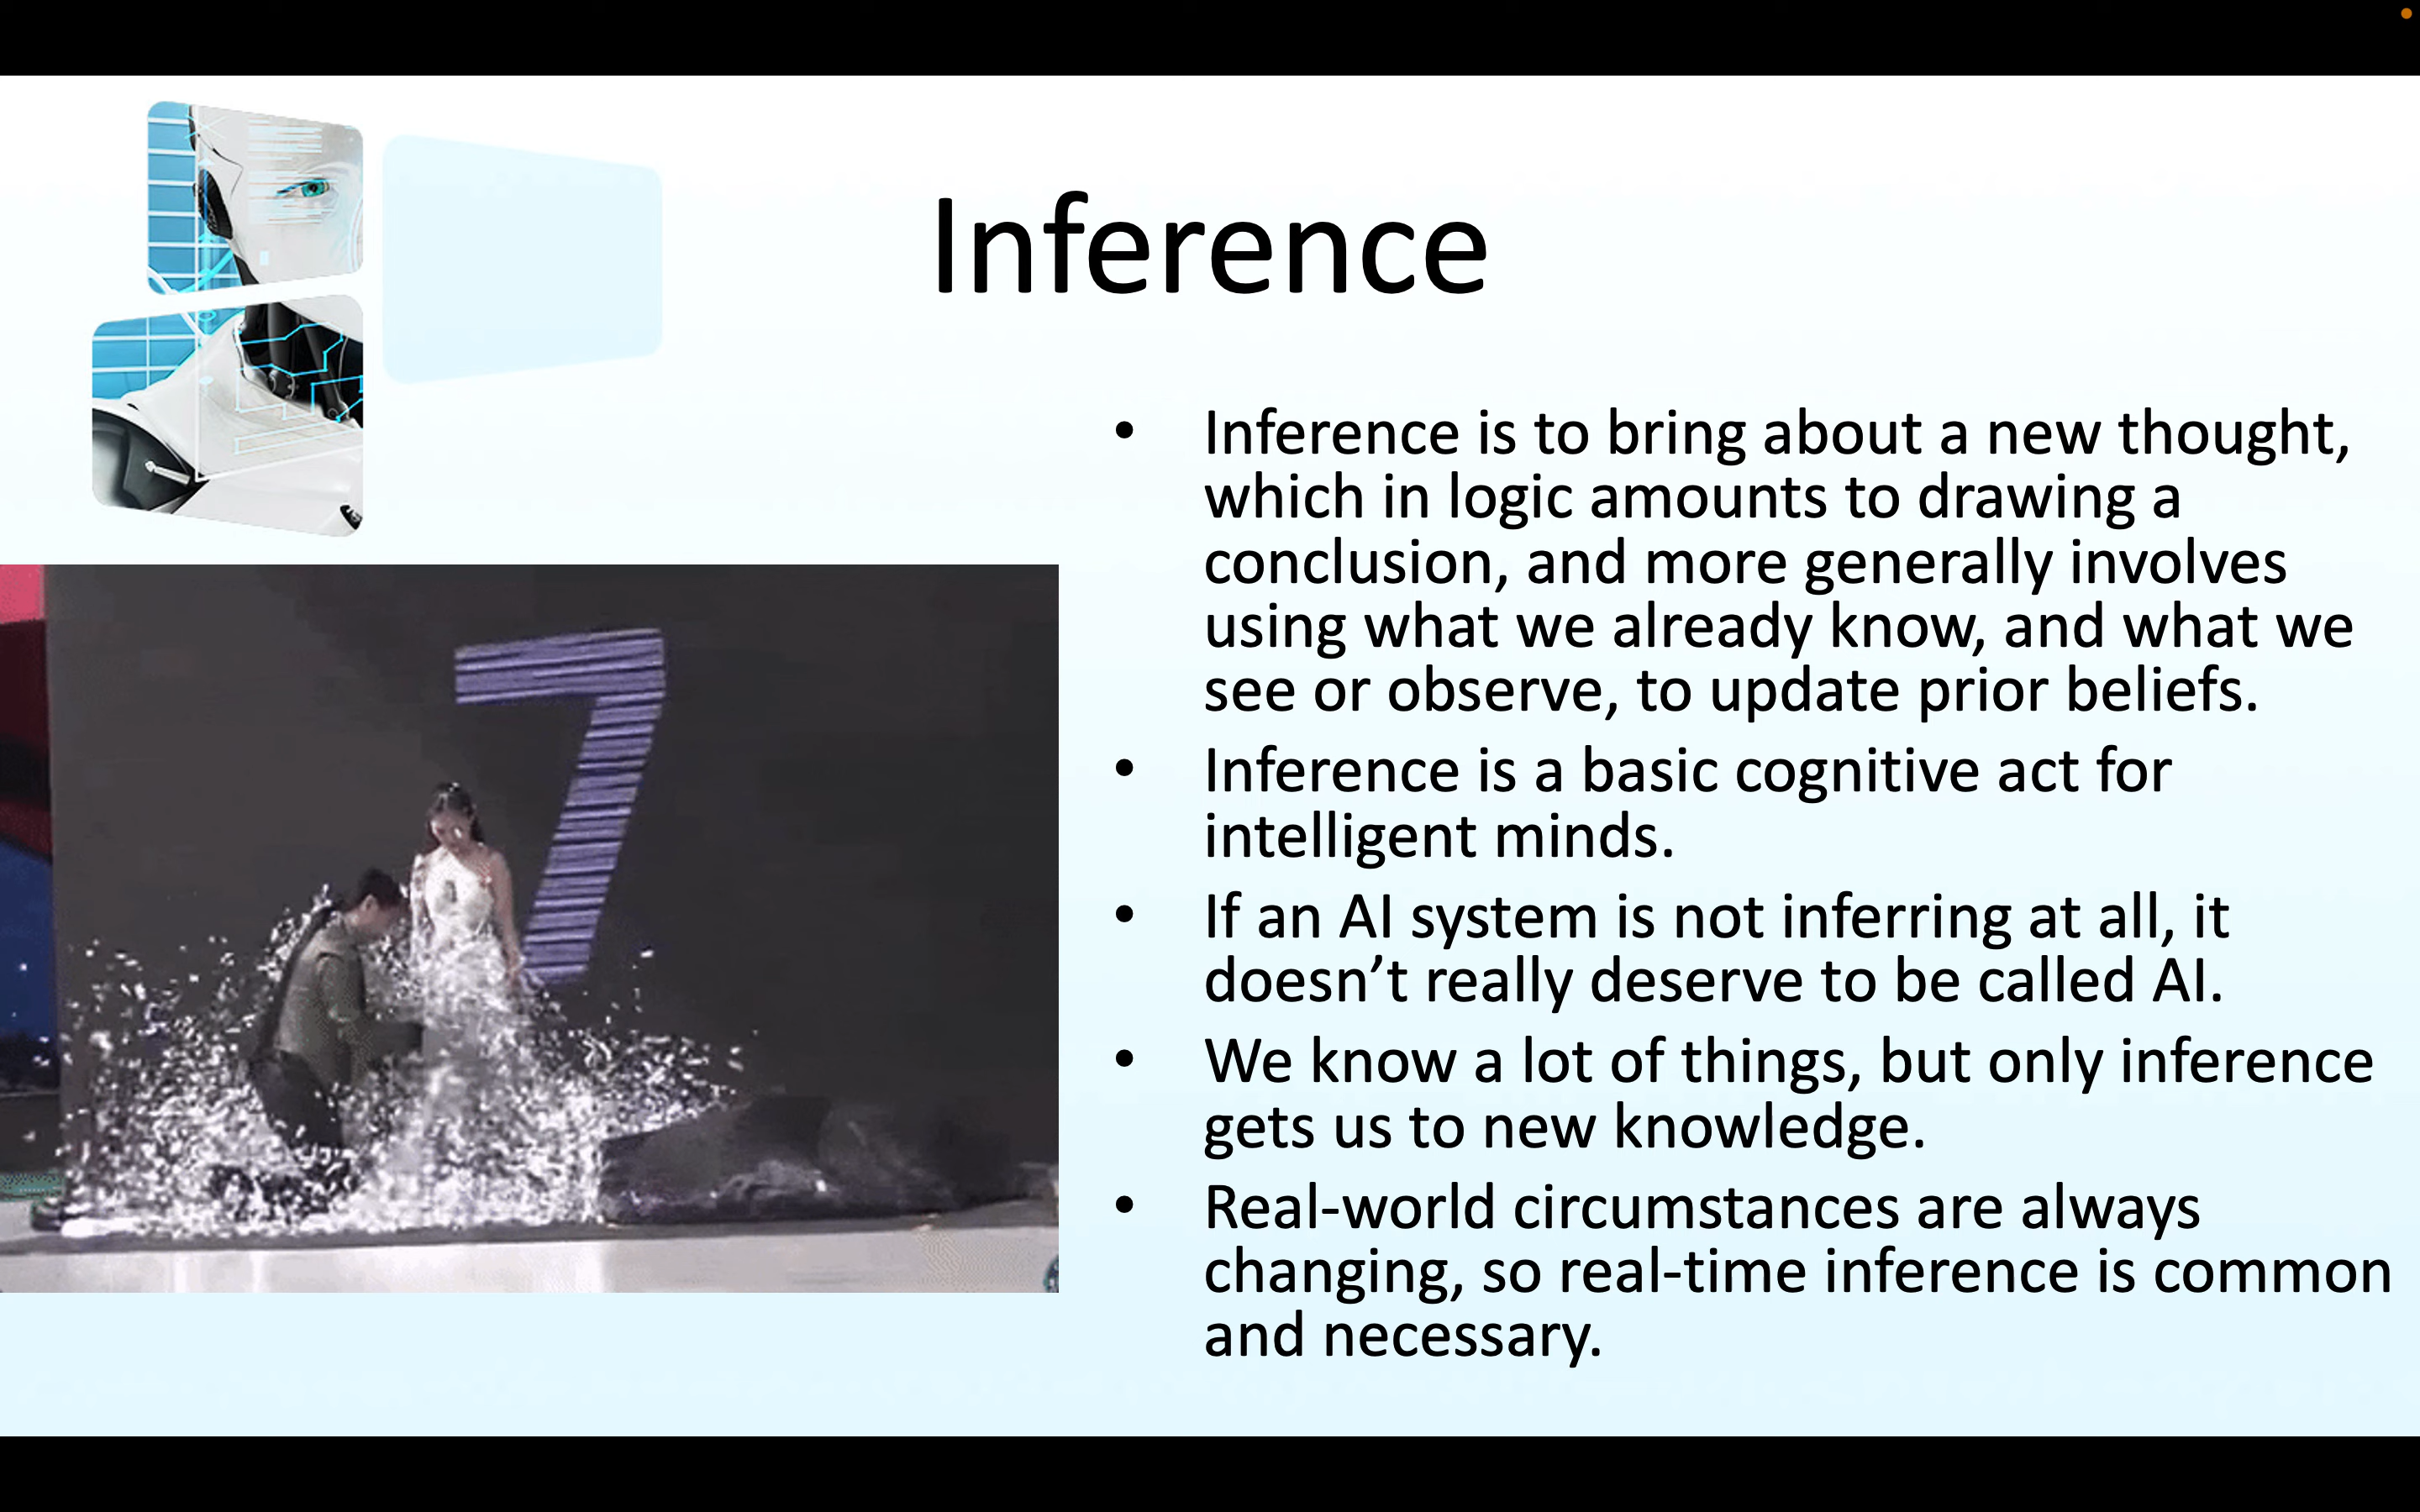 Inference
• Inference is to bring about a new thought,
which in logic amounts to drawing a
conclusion, and more generally involves
using what we already know, and what we
see or observe, to update prior beliefs.
• Inference is a basic cognitive act for
intelligent minds.
• If an AI system is not inferring at all, it
doesn’t really deserve to be called AI.
• We know a lot of things, but only inference
gets us to new knowledge.
• Real-world circumstances are always
changing, so real-time inference is common
and necessary.
7